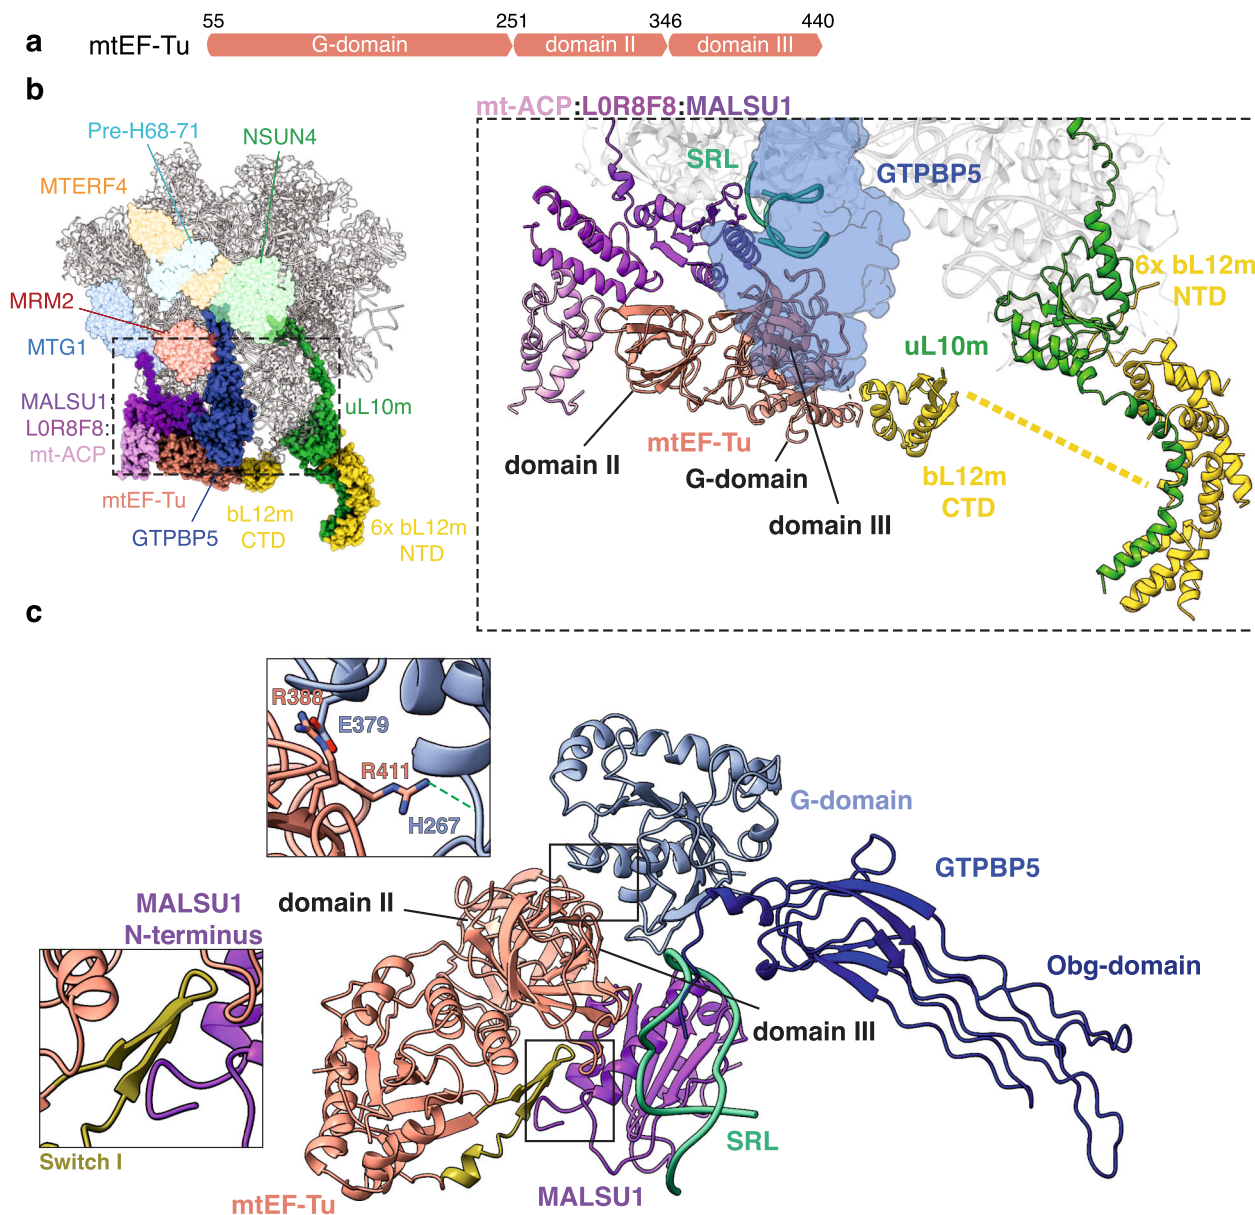 a
mtEF-Tu
55
251
346
440
G-domain
domain II
domain III
b
Pre-H68-71
NSUN4
MTERF4
MRM2
MTG1
MALSU1:
L0R8F8:
mt-ACP
uL10m
mtEF-Tu
GTPBP5
bL12m
CTD
6x bL12m
NTD
mt-ACP:L0R8F8:MALSU1
SRL
GTPBP5
6x bL12m
NTD
uL10m
mtEF-Tu
domain II
G-domain
domain III
bL12m
CTD
c
R388
E379
R411
H267
G-domain
GTPBP5
domain II
MALSU1
N-terminus
Obg-domain
domain III
SRL
Switch I
mtEF-Tu
MALSU1